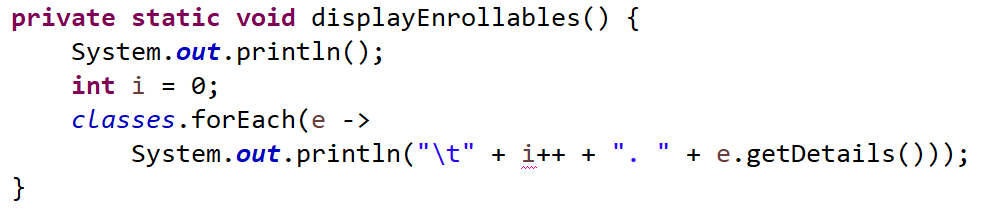 private static void displayEnrollables() {
    System.out.println();
    int i = 0;
    classes.forEach(e ->
        System.out.println("\t" + i++ + ". " + e.getDetails()));
}